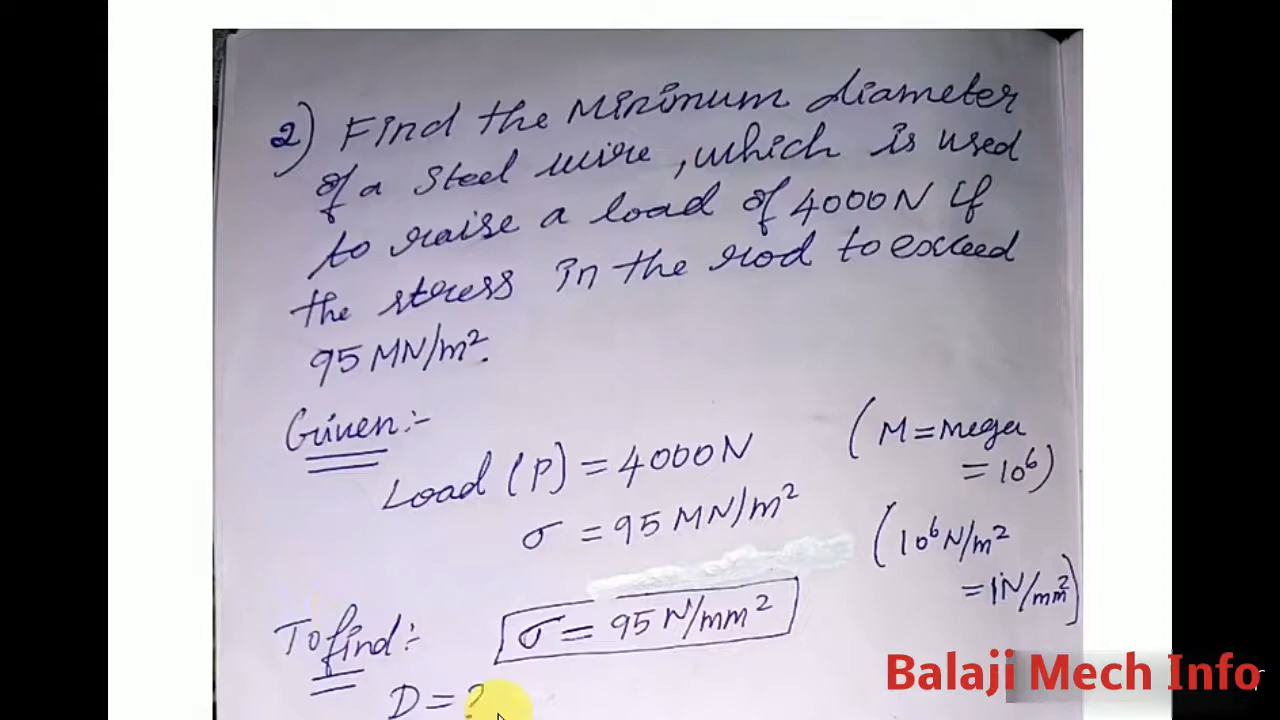 2) Find the Minimum diameter
of a steel wire, which is used
to raise a load of 4000N if
the stress in the rod to exceed
95 MN/m².
Given:-
Load (P) = 4000N
(M = mega
= 10⁶)
σ = 95 MN/m²
(10⁶ N/m²
= 1N/mm²)
σ = 95 N/mm²
To find:-
D = ?
Balaji Mech Info